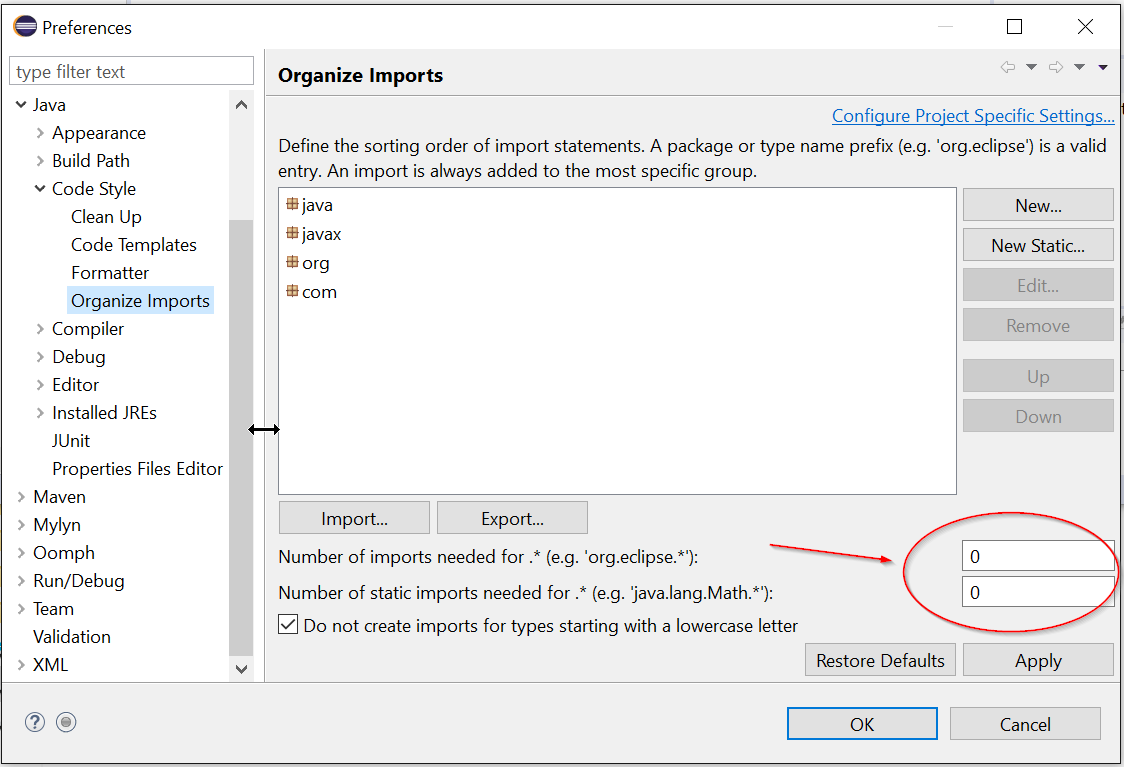 Preferences
type filter text
Java
Appearance
Build Path
Code Style
Clean Up
Code Templates
Formatter
Organize Imports
Compiler
Debug
Editor
Installed JREs
JUnit
Properties Files Editor
Maven
Mylyn
Oomph
Run/Debug
Team
Validation
XML
Organize Imports
Configure Project Specific Settings...
Define the sorting order of import statements. A package or type name prefix (e.g. 'org.eclipse') is a valid
entry. An import is always added to the most specific group.
java
javax
org
com
New...
New Static...
Edit...
Remove
Up
Down
Import... Export...
Number of imports needed for .* (e.g. 'org.eclipse.*'): 0
Number of static imports needed for .* (e.g. 'java.lang.Math.*'): 0
Do not create imports for types starting with a lowercase letter
Restore Defaults Apply
? OK Cancel